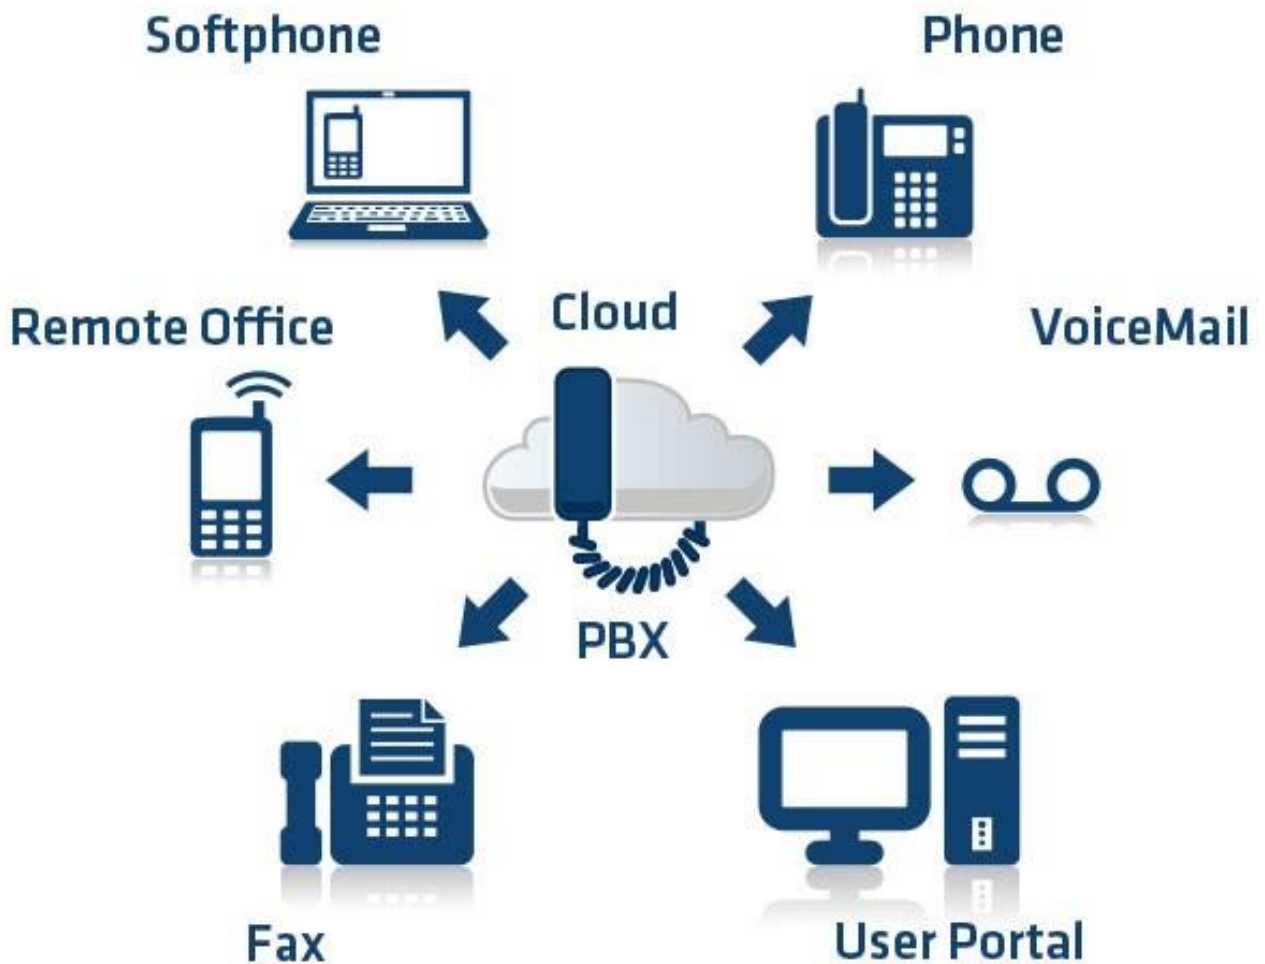 Softphone
Phone
Cloud
Remote Office
VoiceMail
PBX
Fax
User Portal